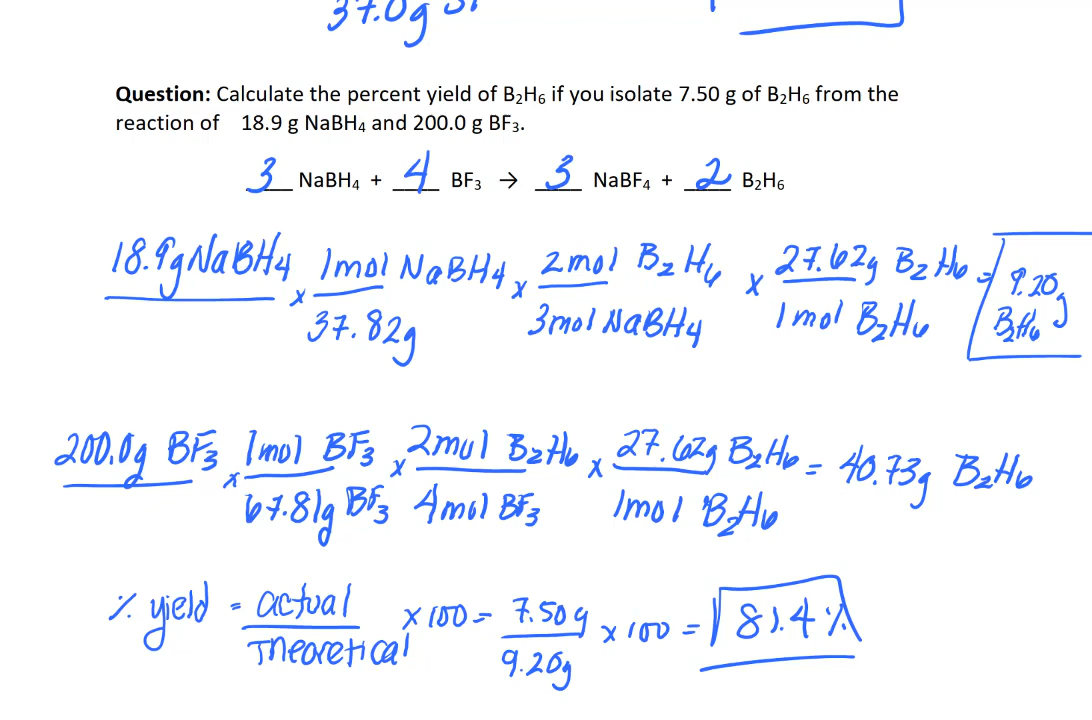 37.0g
Question: Calculate the percent yield of B₂H₆ if you isolate 7.50 g of B₂H₆ from the
reaction of 18.9 g NaBH₄ and 200.0 g BF₃.
3 NaBH₄ + 4 BF₃ → 3 NaBF₄ + 2 B₂H₆
18.9g NaBH4 x 1mol NaBH4 x 2mol B2H6 x 27.62g B2H6 = 9.20g
37.82g 3mol NaBH4 1mol B2H6 B2H6
200.0g BF3 x 1mol BF3 x 2mol B2H6 x 27.62g B2H6 = 40.73g B2H6
67.81g BF3 4mol BF3 1mol B2H6
% yield = actual x 100 = 7.50g x 100 = 81.4%
Theoretical 9.20g